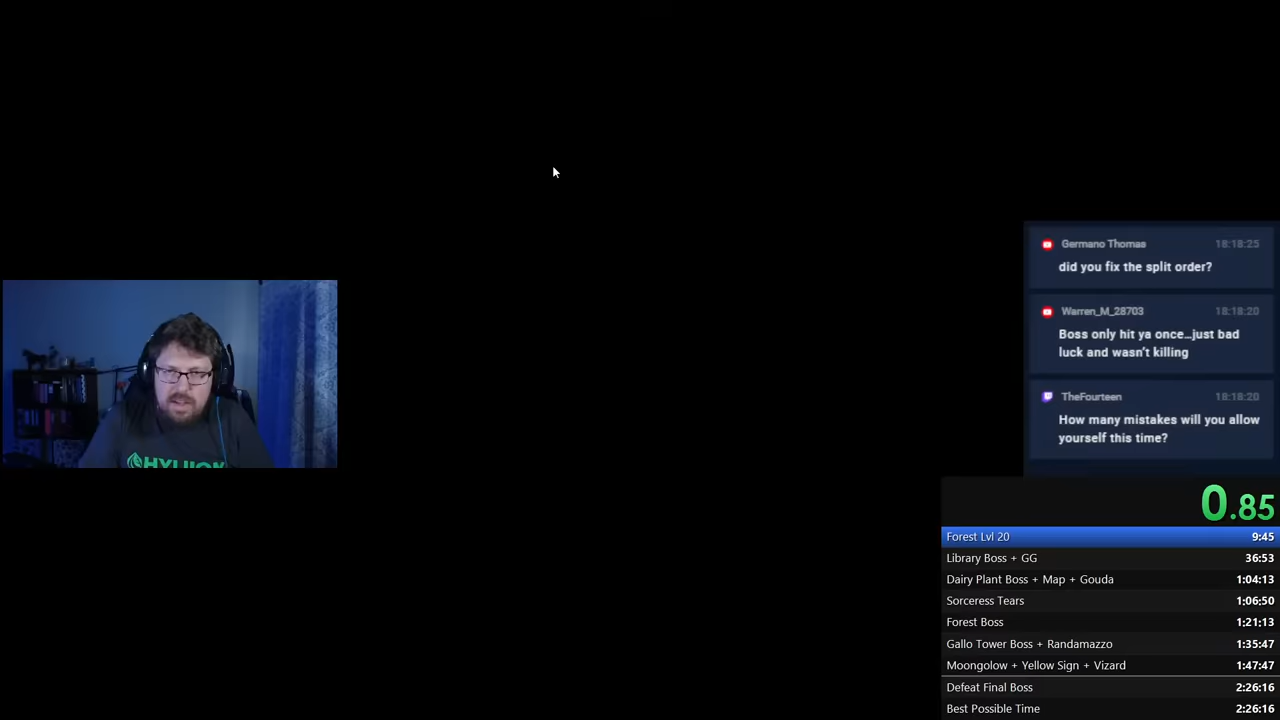 Germano Thomas 18:18:25
did you fix the split order?
Warren_M_28703 18:18:20
Boss only hit ya once...just bad
luck and wasn't killing
TheFourteen 18:18:20
How many mistakes will you allow
yourself this time?
0.85
Forest Lvl 20 9:45
Library Boss + GG 36:53
Dairy Plant Boss + Map + Gouda 1:04:13
Sorceress Tears 1:06:50
Forest Boss 1:21:13
Gallo Tower Boss + Randamazzo 1:35:47
Moongolow + Yellow Sign + Vizard 1:47:47
Defeat Final Boss 2:26:16
Best Possible Time 2:26:16